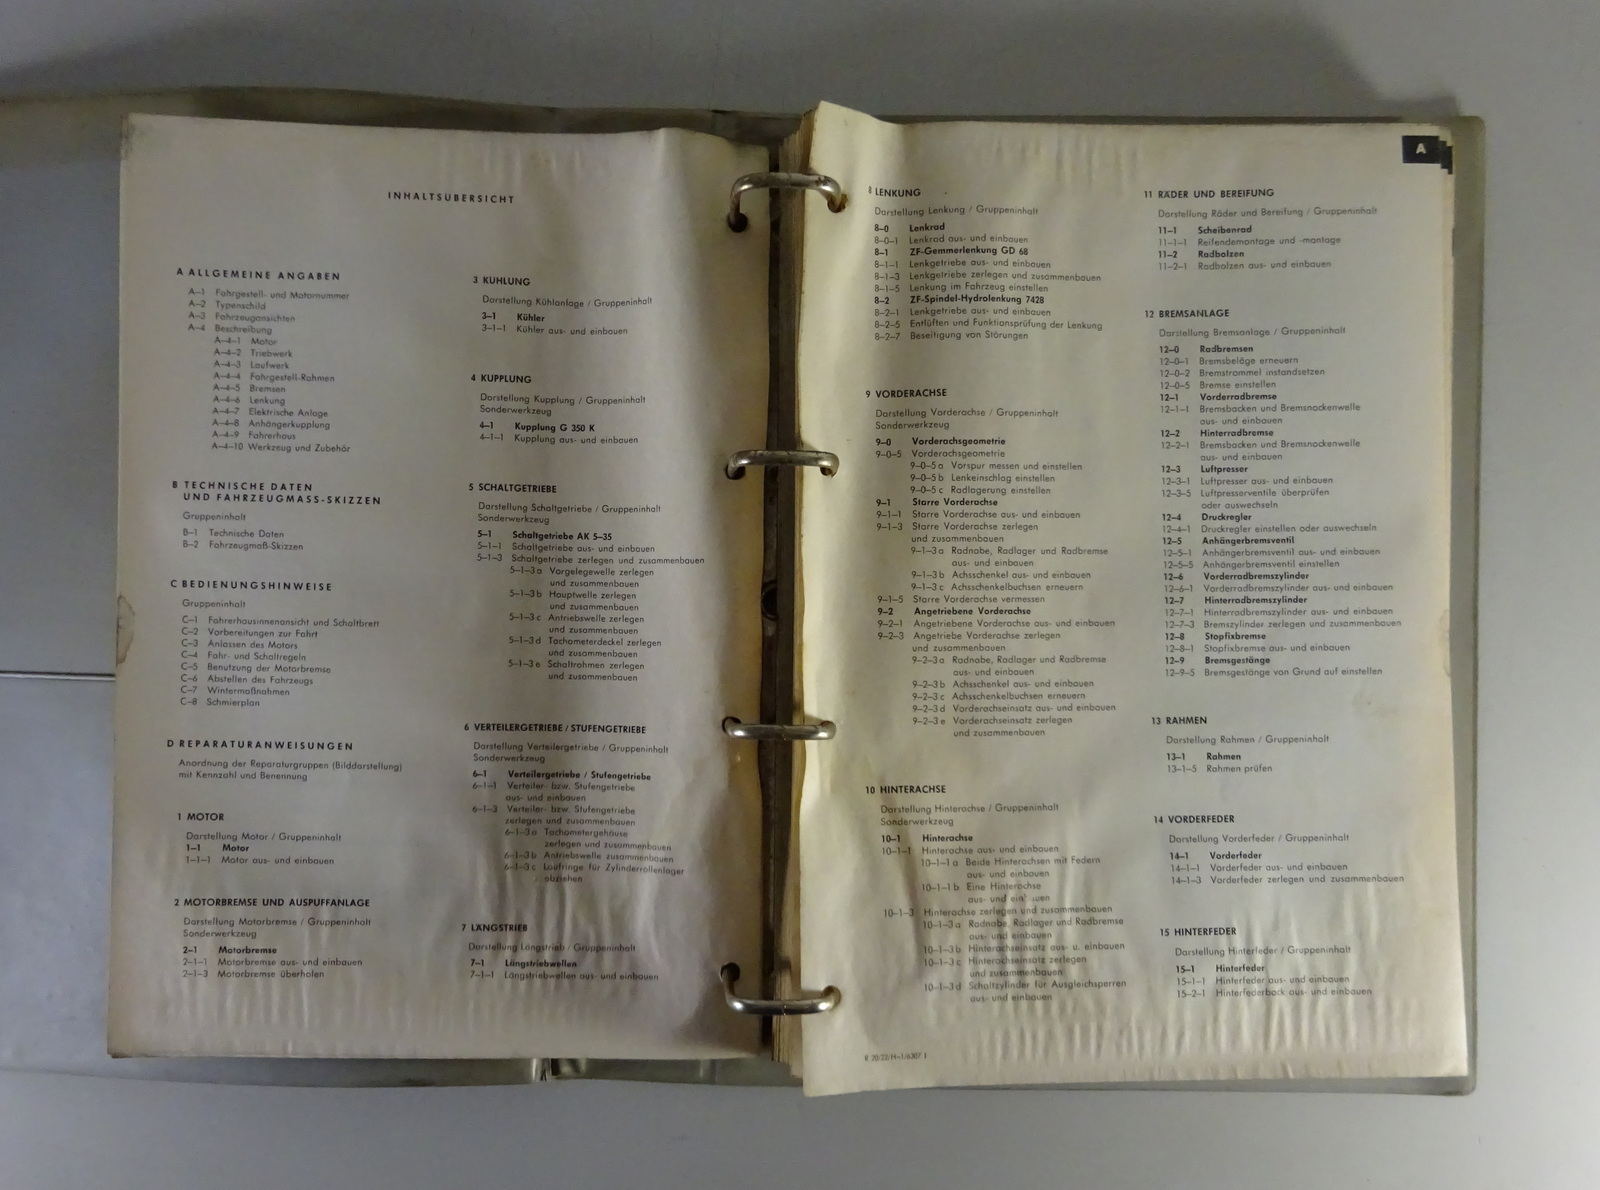 INHALTSÜBERSICHT
A ALLGEMEINE ANGABEN
A–1 Fahrgestell- und Motornummer
A–2 Typenschild
A–3 Fahrzeugansichten
A–4 Beschreibung
A–4–1 Motor
A–4–2 Triebwerk
A–4–3 Laufwerk
A–4–4 Fahrgestell-Rahmen
A–4–5 Bremsen
A–4–6 Lenkung
A–4–7 Elektrische Anlage
A–4–8 Anhängerkupplung
A–4–9 Fahrerhaus
A–4–10 Werkzeug und Zubehör
B TECHNISCHE DATEN
UND FAHRZEUGMASS-SKIZZEN
Gruppeninhalt
B–1 Technische Daten
B–2 Fahrzeugmaß-Skizzen
C BEDIENUNGSHINWEISE
Gruppeninhalt
C–1 Fahrerhausinnenansicht und Schaltbrett
C–2 Vorbereitungen zur Fahrt
C–3 Anlassen des Motors
C–4 Fahr- und Schaltregeln
C–5 Benutzung der Motorbremse
C–6 Abstellen des Fahrzeugs
C–7 Wintermaßnahmen
C–8 Schmierplan
D REPARATURANWEISUNGEN
Anordnung der Reparaturgruppen (Bilddarstellung)
mit Kennzahl und Benennung
1 MOTOR
Darstellung Motor / Gruppeninhalt
1–1 Motor
1–1–1 Motor aus- und einbauen
2 MOTORBREMSE UND AUSPUFFANLAGE
Darstellung Motorbremse / Gruppeninhalt
Sonderwerkzeug
2–1 Motorbremse
2–1–1 Motorbremse aus- und einbauen
2–1–3 Motorbremse überholen
3 KÜHLUNG
Darstellung Kühlanlage / Gruppeninhalt
3–1 Kühler
3–1–1 Kühler aus- und einbauen
4 KUPPLUNG
Darstellung Kupplung / Gruppeninhalt
Sonderwerkzeug
4–1 Kupplung G 350 K
4–1–1 Kupplung aus- und einbauen
5 SCHALTGETRIEBE
Darstellung Schaltgetriebe / Gruppeninhalt
Sonderwerkzeug
5–1 Schaltgetriebe AK 5–35
5–1–1 Schaltgetriebe aus- und einbauen
5–1–3 Schaltgetriebe zerlegen und zusammenbauen
5–1–3 a Vorgelegewelle zerlegen
und zusammenbauen
5–1–3 b Hauptwelle zerlegen
und zusammenbauen
5–1–3 c Antriebswelle zerlegen
und zusammenbauen
5–1–3 d Tachometerdeckel zerlegen
und zusammenbauen
5–1–3 e Schaltrahmen zerlegen
und zusammenbauen
6 VERTEILERGETRIEBE / STUFENGETRIEBE
Darstellung Verteilergetriebe / Gruppeninhalt
Sonderwerkzeug
6–1 Verteilergetriebe / Stufengetriebe
6–1–1 Verteiler- bzw. Stufengetriebe
aus- und einbauen
6–1–3 Verteiler- bzw. Stufengetriebe
zerlegen und zusammenbauen
6–1–3 a Tachometergehäuse
zerlegen und zusammenbauen
6–1–3 b Antriebswelle zusammenbauen
6–1–3 c Laufringe für Zylinderrollenlager
abziehen
7 LÄNGSTRIEB
Darstellung Längstrieb / Gruppeninhalt
7–1 Längstriebwellen
7–1–1 Längstriebwellen aus- und einbauen
8 LENKUNG
Darstellung Lenkung / Gruppeninhalt
8–0 Lenkrad
8–0–1 Lenkrad aus- und einbauen
8–1 ZF-Gemmerlenkung GD 68
8–1–1 Lenkgetriebe aus- und einbauen
8–1–3 Lenkgetriebe zerlegen und zusammenbauen
8–1–5 Lenkung im Fahrzeug einstellen
8–2 ZF-Spindel-Hydrolenkung 7428
8–2–1 Lenkgetriebe aus- und einbauen
8–2–5 Entlüften und Funktionsprüfung der Lenkung
8–2–7 Beseitigung von Störungen
9 VORDERACHSE
Darstellung Vorderachse / Gruppeninhalt
Sonderwerkzeug
9–0 Vorderachsgeometrie
9–0–5 Vorderachsgeometrie
9–0–5 a Vorspur messen und einstellen
9–0–5 b Lenkeinschlag einstellen
9–0–5 c Radlagerung einstellen
9–1 Starre Vorderachse
9–1–1 Starre Vorderachse aus- und einbauen
9–1–3 Starre Vorderachse zerlegen
und zusammenbauen
9–1–3 a Radnabe, Radlager und Radbremse
aus- und einbauen
9–1–3 b Achsschenkel aus- und einbauen
9–1–3 c Achsschenkelbuchsen erneuern
9–1–5 Starre Vorderachse vermessen
9–2 Angetriebene Vorderachse
9–2–1 Angetriebene Vorderachse aus- und einbauen
9–2–3 Angetriebe Vorderachse zerlegen
und zusammenbauen
9–2–3 a Radnabe, Radlager und Radbremse
aus- und einbauen
9–2–3 b Achsschenkel aus- und einbauen
9–2–3 c Achsschenkelbuchsen erneuern
9–2–3 d Vorderachseinsatz aus- und einbauen
9–2–3 e Vorderachseinsatz zerlegen
und zusammenbauen
10 HINTERACHSE
Darstellung Hinterachse / Gruppeninhalt
Sonderwerkzeug
10–1 Hinterachse
10–1–1 Hinterachse aus- und einbauen
10–1–1 a Beide Hinterachsen mit Federn
aus- und einbauen
10–1–1 b Eine Hinterachse
aus- und
10–1–3 Hinterachse zerlegen und zusammenbauen
10–1–3 a Radnabe, Radlager und Radbremse
aus- und einbauen
10–1–3 b Hinterachseinsatz aus- u. einbauen
10–1–3 c Hinterachseinsatz zerlegen
und zusammenbauen
10–1–3 d Schaltzylinder für Ausgleichsperren
aus- und einbauen
R 20/22/H–1/6307 1
A
11 RÄDER UND BEREIFUNG
Darstellung Räder und Bereifung / Gruppeninhalt
11–1 Scheibenrad
11–1–1 Reifendemontage und -montage
11–2 Radbolzen
11–2–1 Radbolzen aus- und einbauen
12 BREMSANLAGE
Darstellung Bremsanlage / Gruppeninhalt
12–0 Radbremsen
12–0–1 Bremsbeläge erneuern
12–0–2 Bremstrommel instandsetzen
12–0–5 Bremse einstellen
12–1 Vorderradbremse
12–1–1 Bremsbacken und Bremsnockenwelle
aus- und einbauen
12–2 Hinterradbremse
12–2–1 Bremsbacken und Bremsnockenwelle
aus- und einbauen
12–3 Luftpresser
12–3–1 Luftpresser aus- und einbauen
12–3–5 Luftpresserventile überprüfen
oder auswechseln
12–4 Druckregler
12–4–1 Druckregler einstellen oder auswechseln
12–5 Anhängerbremsventil
12–5–1 Anhängerbremsventil aus- und einbauen
12–5–5 Anhängerbremsventil einstellen
12–6 Vorderradbremszylinder
12–6–1 Vorderradbremszylinder aus- und einbauen
12–7 Hinterradbremszylinder
12–7–1 Hinterradbremszylinder aus- und einbauen
12–7–3 Bremszylinder zerlegen und zusammenbauen
12–8 Stopfixbremse
12–8–1 Stopfixbremse aus- und einbauen
12–9 Bremsgestänge
12–9–5 Bremsgestänge von Grund auf einstellen
13 RAHMEN
Darstellung Rahmen / Gruppeninhalt
13–1 Rahmen
13–1–5 Rahmen prüfen
14 VORDERFEDER
Darstellung Vorderfeder / Gruppeninhalt
14–1 Vorderfeder
14–1–1 Vorderfeder aus- und einbauen
14–1–3 Vorderfeder zerlegen und zusammenbauen
15 HINTERFEDER
Darstellung Hinterfeder / Gruppeninhalt
15–1 Hinterfeder
15–1–1 Hinterfeder aus- und einbauen
15–2–1 Hinterfederbock aus- und einbauen